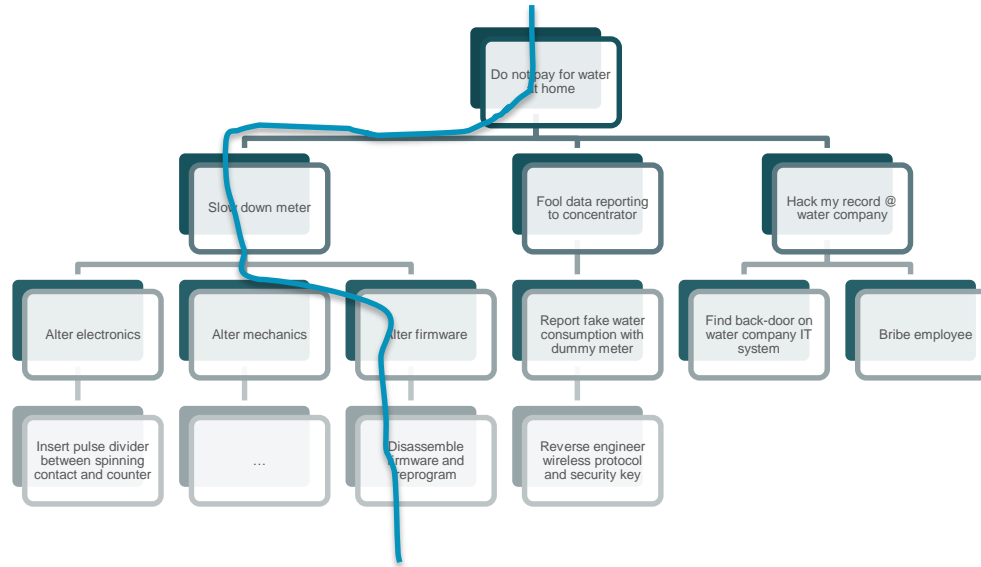 Do not pay for water
at home
Slow down meter
Fool data reporting
to concentrator
Hack my record @
water company
Alter electronics
Alter mechanics
Alter firmware
Report fake water
consumption with
dummy meter
Find back-door on
water company IT
system
Bribe employee
Insert pulse divider
between spinning
contact and counter
…
Disassemble
firmware and
reprogram
Reverse engineer
wireless protocol
and security key